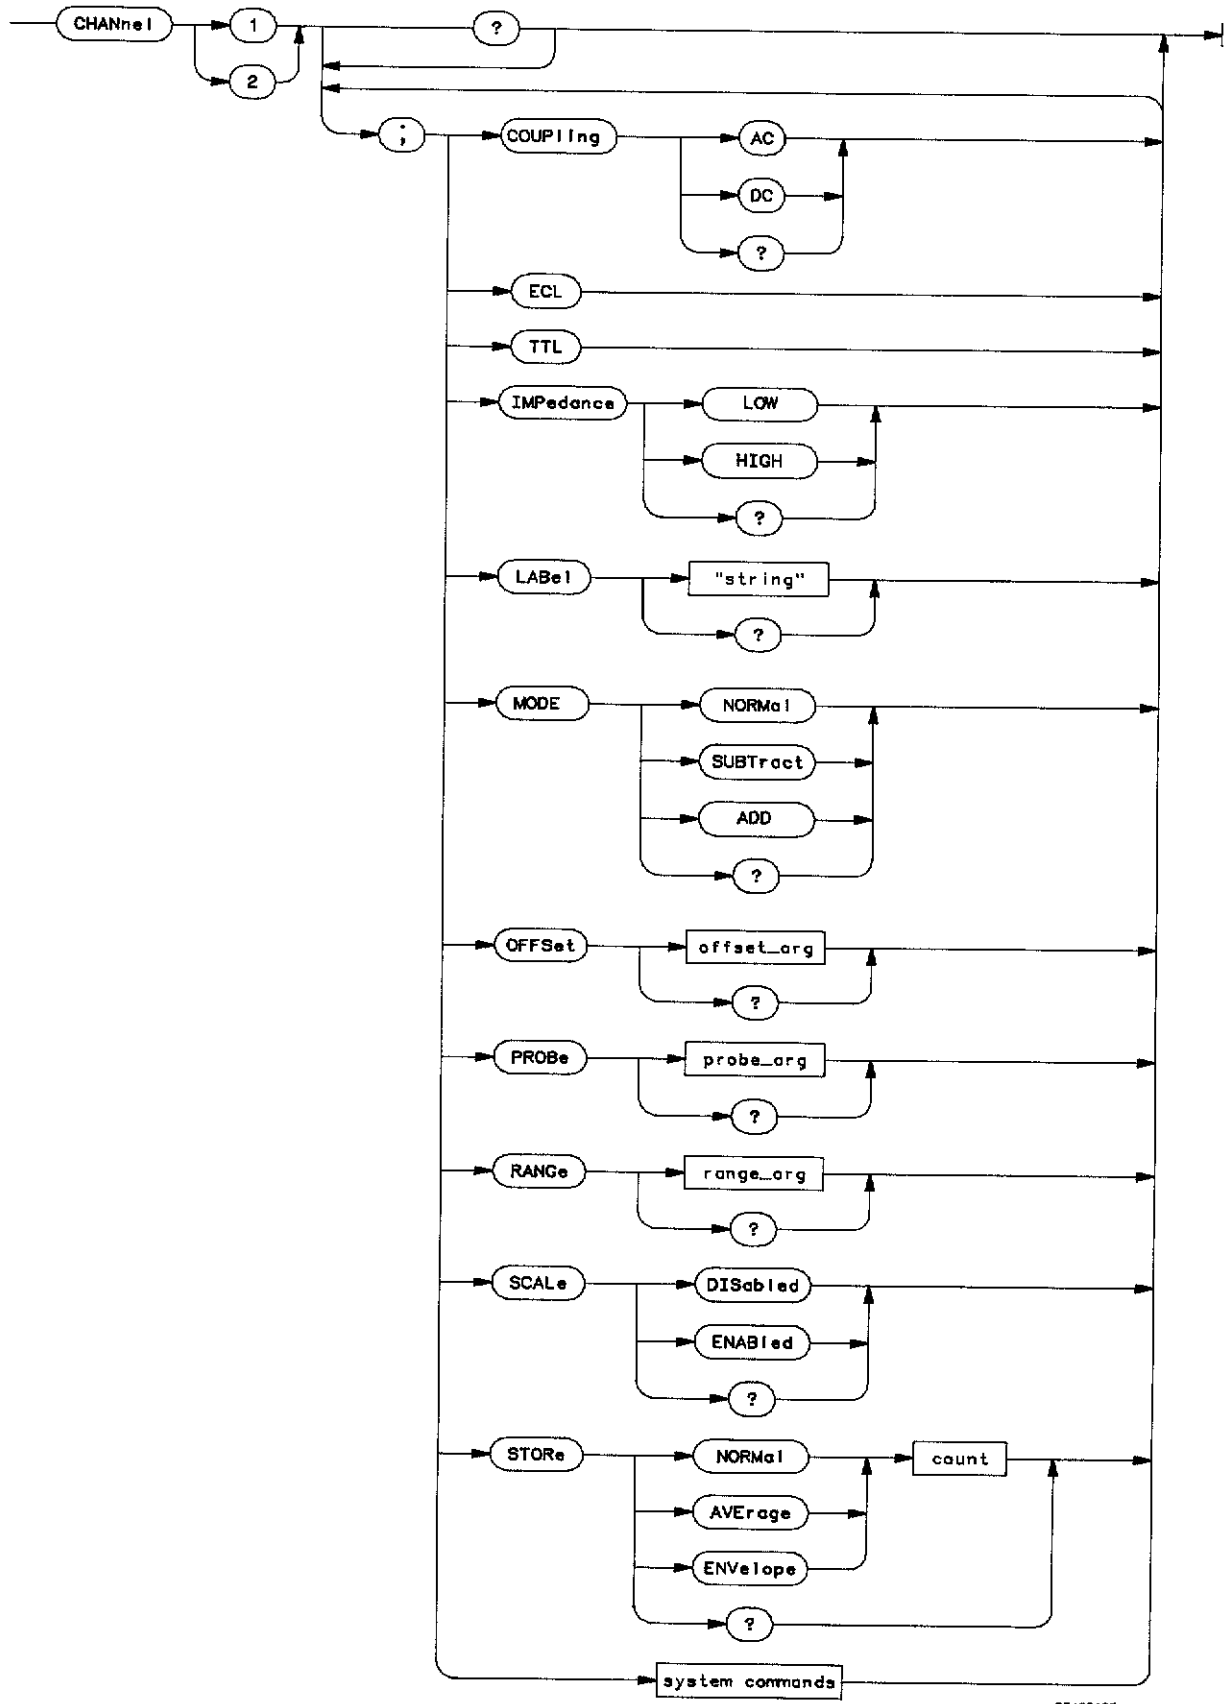 CHANnel
1
?
2
;
COUPling
AC
DC
?
ECL
TTL
IMPedance
LOW
HIGH
?
LABel
"string"
?
MODE
NORMal
SUBTract
ADD
?
OFFSet
offset_arg
?
PROBe
probe_arg
?
RANGe
range_arg
?
SCALe
DISabled
ENABled
?
STORe
NORMal
count
AVErage
ENVelope
?
system commands